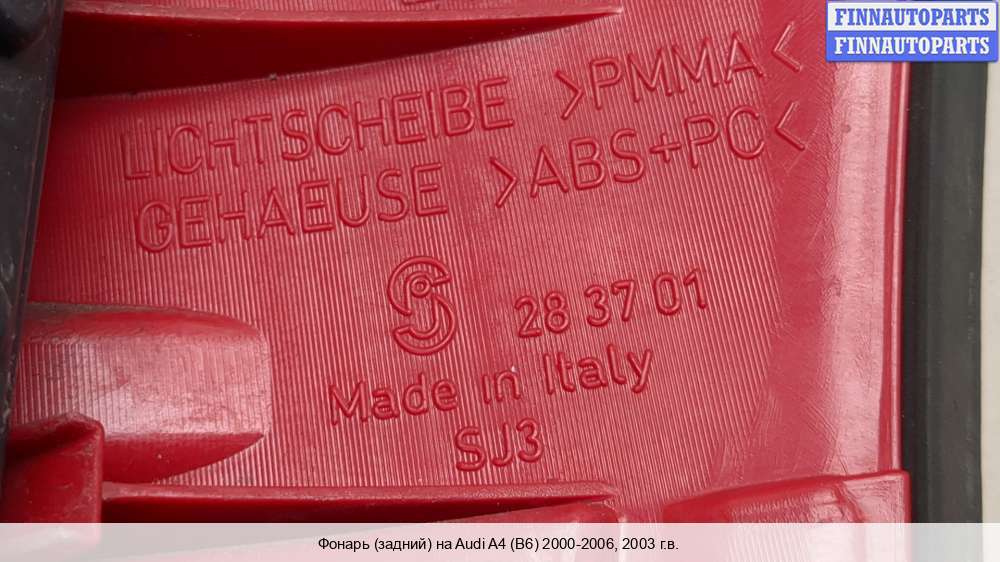 FINNAUTOPARTS
FINNAUTOPARTS
LICHTSCHEIBE >PMMA<
GEHAEUSE >ABS+PC<
28 37 01
Made in Italy
SJ3
Фонарь (задний) на Audi A4 (B6) 2000-2006, 2003 г.в.